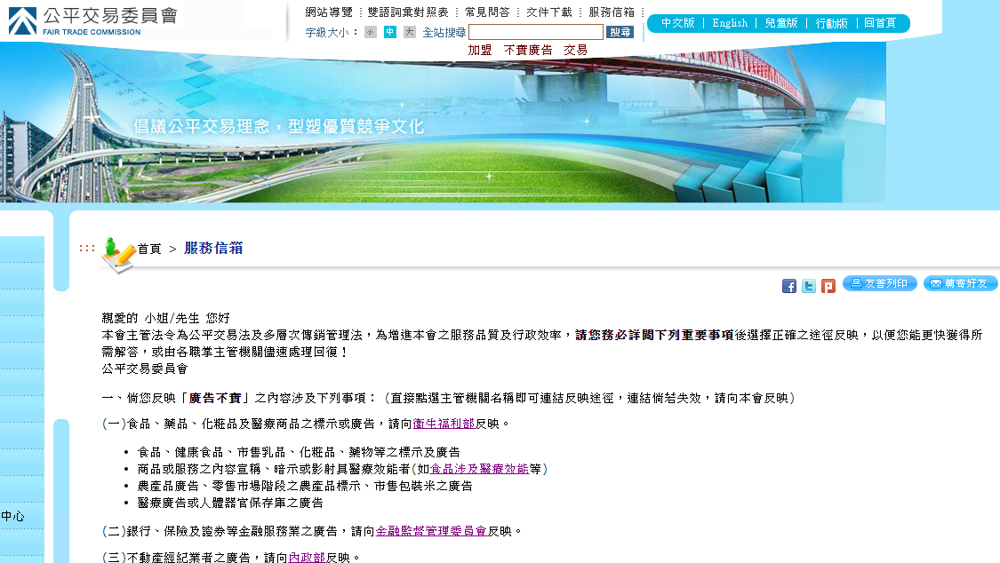 公平交易委員會
FAIR TRADE COMMISSION
網站導覽 ⋮ 雙語詞彙對照表 ⋮ 常見問答 ⋮ 文件下載 ⋮ 服務信箱 ⋮
字級大小： 小 中 大 全站搜尋 搜尋
中文版 | English | 兒童版 | 行動版 | 回首頁
加盟 不實廣告 交易
倡議公平交易理念，型塑優質競爭文化
首頁 > 服務信箱
友善列印 轉寄好友
親愛的 小姐/先生 您好
本會主管法令為公平交易法及多層次傳銷管理法，為增進本會之服務品質及行政效率，請您務必詳閱下列重要事項後選擇正確之途徑反映，以便您能更快獲得所
需解答，或由各職掌主管機關儘速處理回復！
公平交易委員會
一、倘您反映「廣告不實」之內容涉及下列事項： (直接點選主管機關名稱即可連結反映途徑，連結倘若失效，請向本會反映)
(一)食品、藥品、化粧品及醫療商品之標示或廣告，請向衛生福利部反映。
• 食品、健康食品、市售乳品、化粧品、藥物等之標示及廣告
• 商品或服務之內容宣稱、暗示或影射具醫療效能者(如食品涉及醫療效能等)
• 農產品廣告、零售市場階段之農產品標示、市售包裝米之廣告
• 醫療廣告或人體器官保存庫之廣告
中心
(二)銀行、保險及證券等金融服務業之廣告，請向金融監督管理委員會反映。
(三)不動產經紀業者之廣告，請向內政部反映。